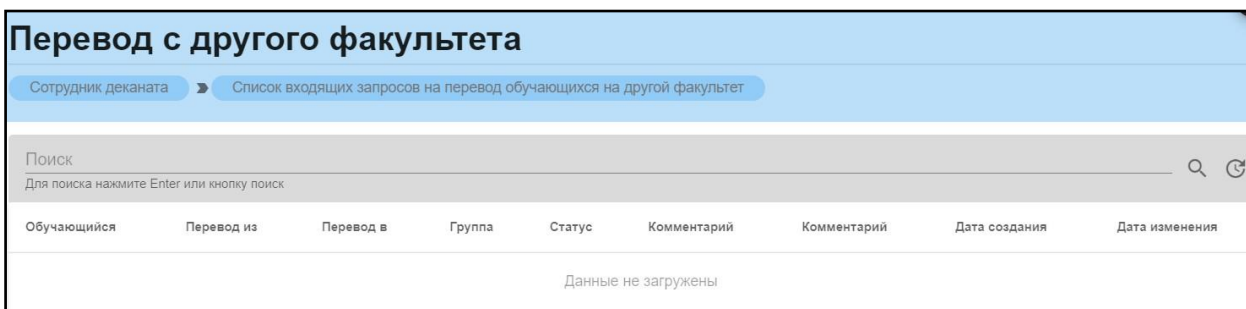 Перевод с другого факультета
Сотрудник деканата Список входящих запросов на перевод обучающихся на другой факультет
Поиск
Для поиска нажмите Enter или кнопку поиск
Обучающийся Перевод из Перевод в Группа Статус Комментарий Комментарий Дата создания Дата изменения
Данные не загружены